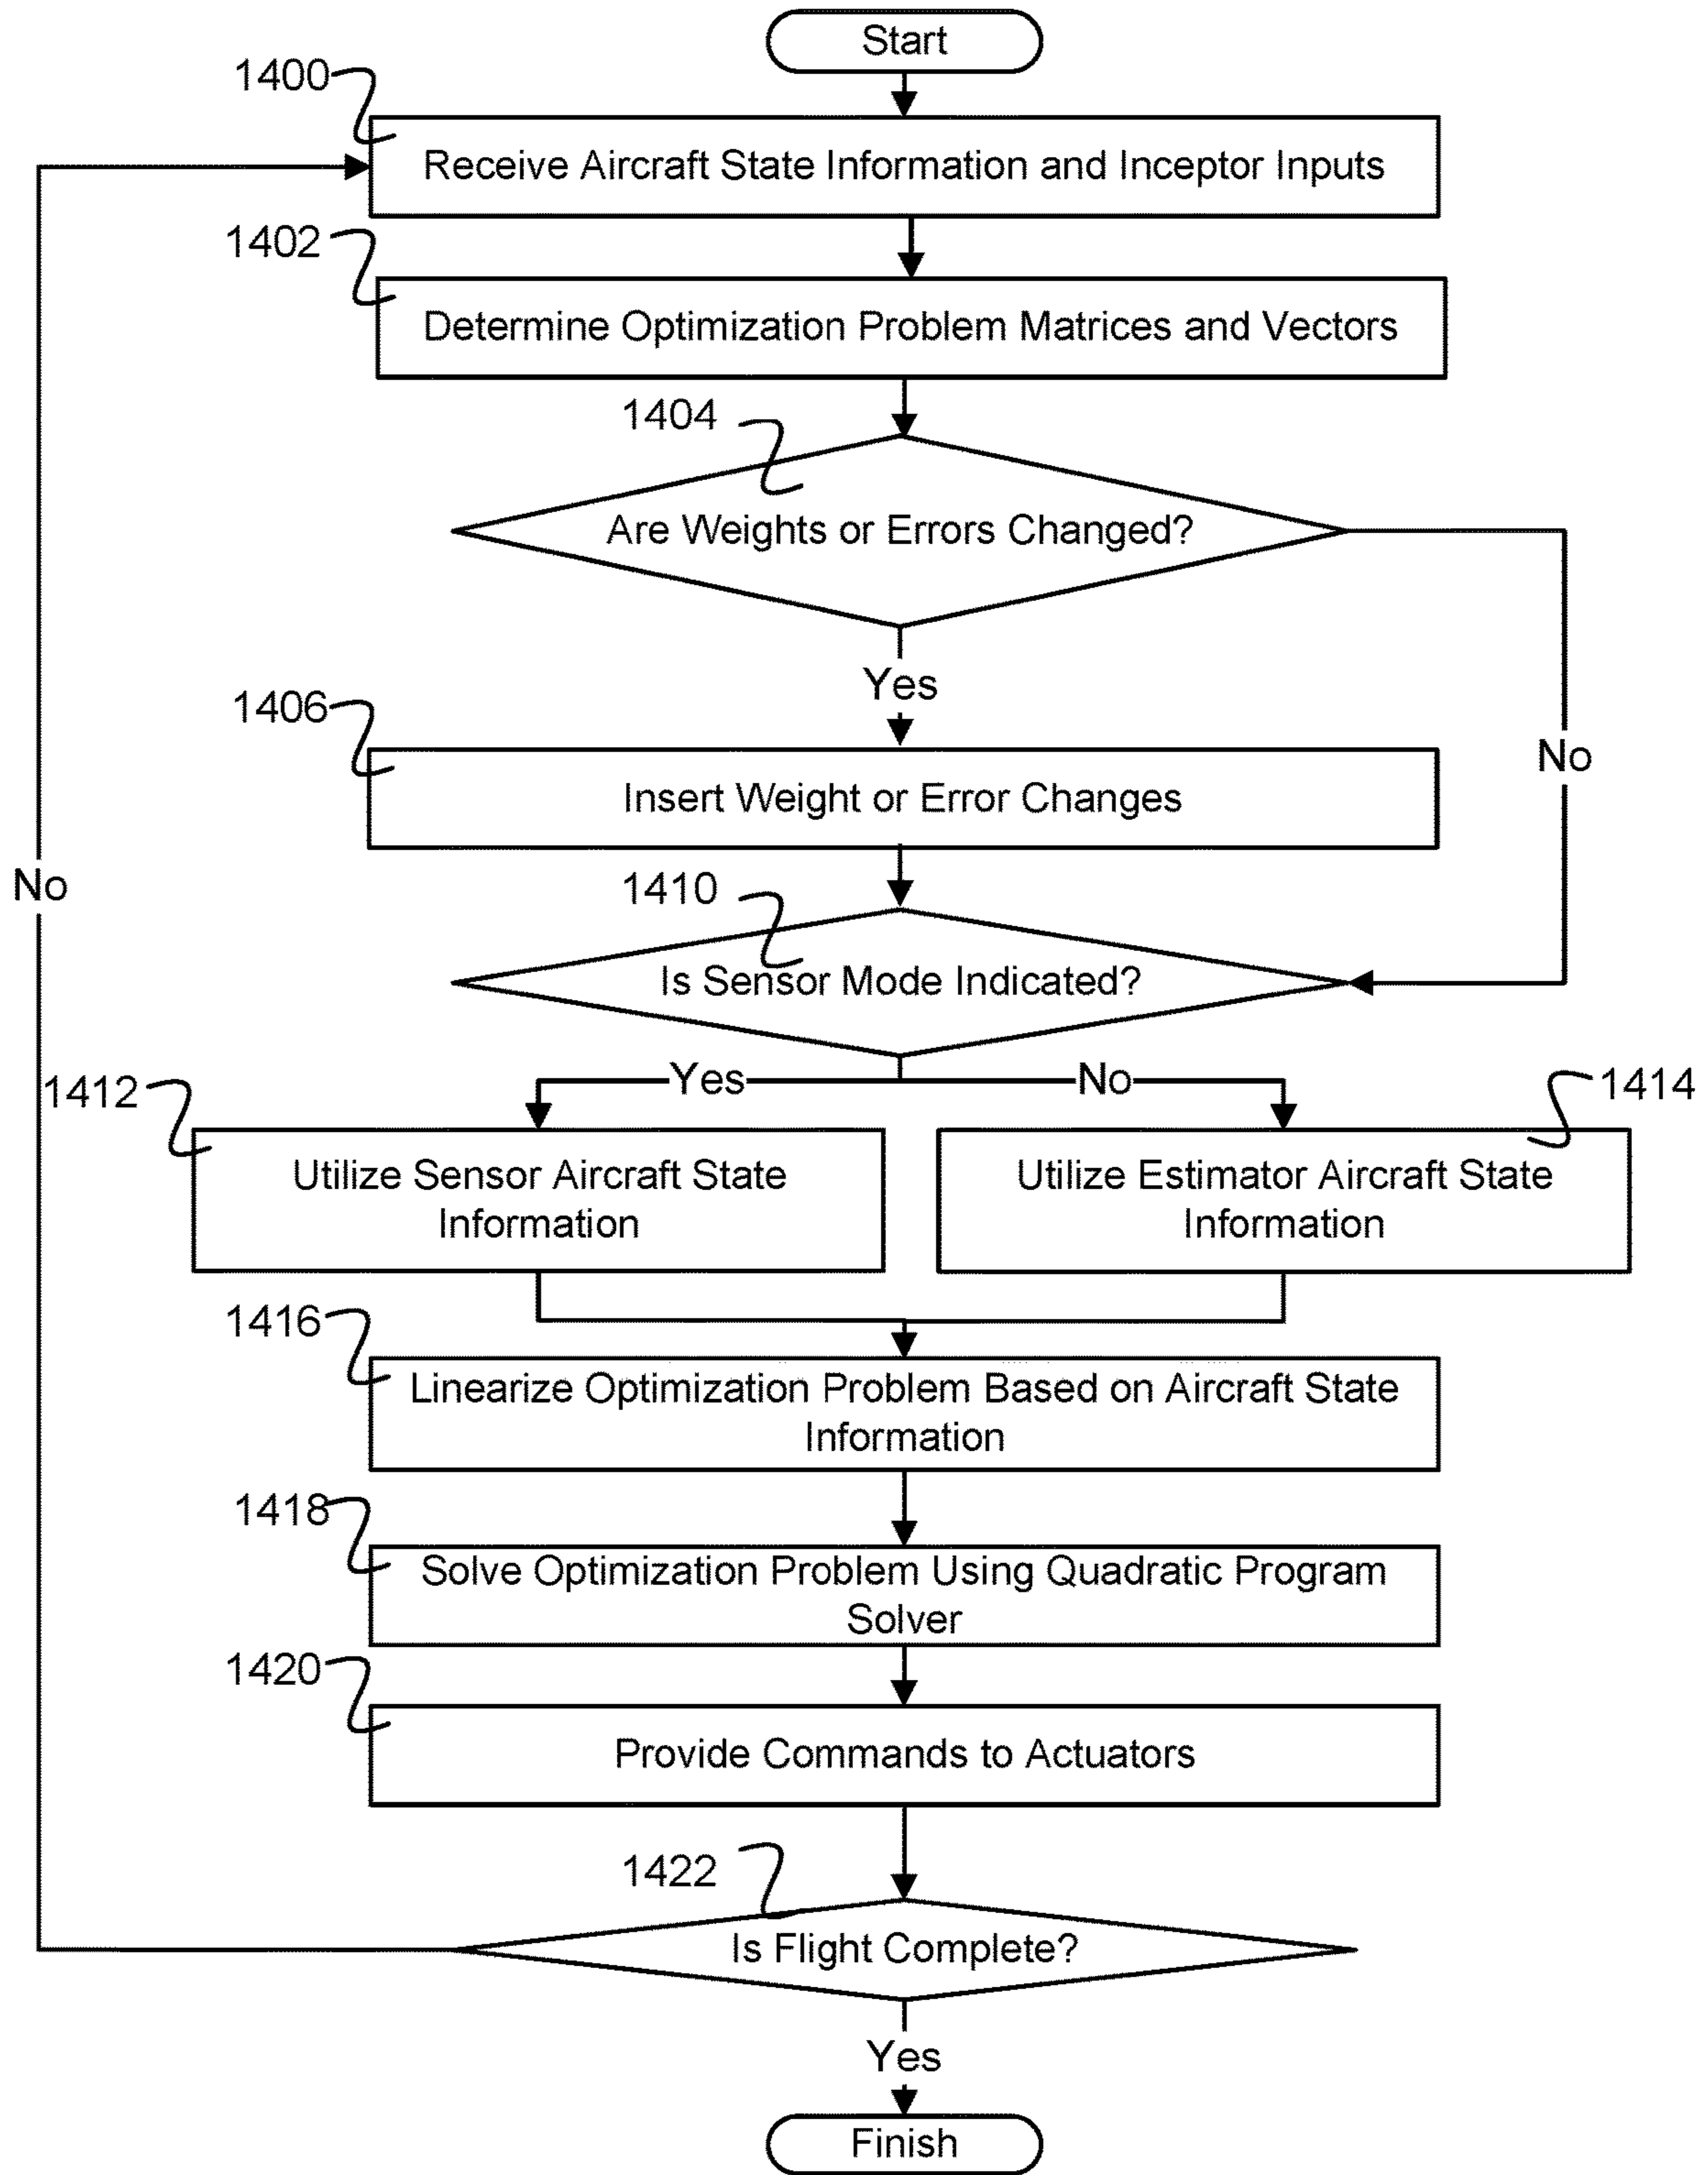 Start
1400
Receive Aircraft State Information and Inceptor Inputs
1402
Determine Optimization Problem Matrices and Vectors
1404
Are Weights or Errors Changed?
Yes
No
1406
Insert Weight or Error Changes
No
1410
Is Sensor Mode Indicated?
Yes
No
1412
1414
Utilize Sensor Aircraft State
Information
Utilize Estimator Aircraft State
Information
1416
Linearize Optimization Problem Based on Aircraft State
Information
1418
Solve Optimization Problem Using Quadratic Program
Solver
1420
Provide Commands to Actuators
1422
Is Flight Complete?
Yes
Finish